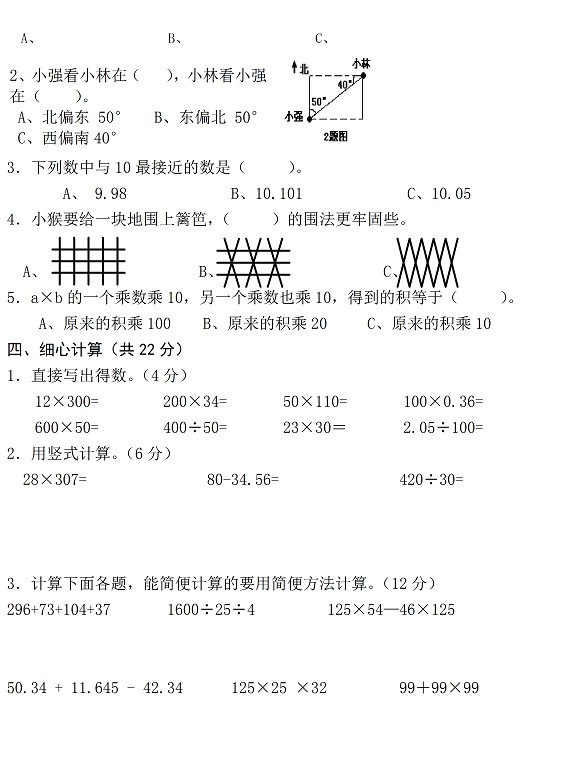 A、 B、 C、
2、小强看小林在（ ），小林看小强
在（ ）。
A、北偏东 50° B、东偏北 50°
C、西偏南 40°
北 小林
40°
50°
小强
2题图
3．下列数中与 10 最接近的数是（ ）。
A、 9.98 B、10.101 C、10.05
4．小猴要给一块地围上篱笆，（ ）的围法更牢固些。
A、 B、 C、
5．a×b 的一个乘数乘 10，另一个乘数也乘 10，得到的积等于（ ）。
A、原来的积乘 100 B、原来的积乘 20 C、原来的积乘 10
四、细心计算（共 22 分）
1．直接写出得数。（4 分）
12×300= 200×34= 50×110= 100×0.36=
600×50= 400÷50= 23×30＝ 2.05÷100=
2．用竖式计算。（6 分）
28×307= 80-34.56= 420÷30=
3．计算下面各题，能简便计算的要用简便方法计算。（12 分）
296+73+104+37 1600÷25÷4 125×54—46×125
50.34 + 11.645 - 42.34 125×25 ×32 99＋99×99